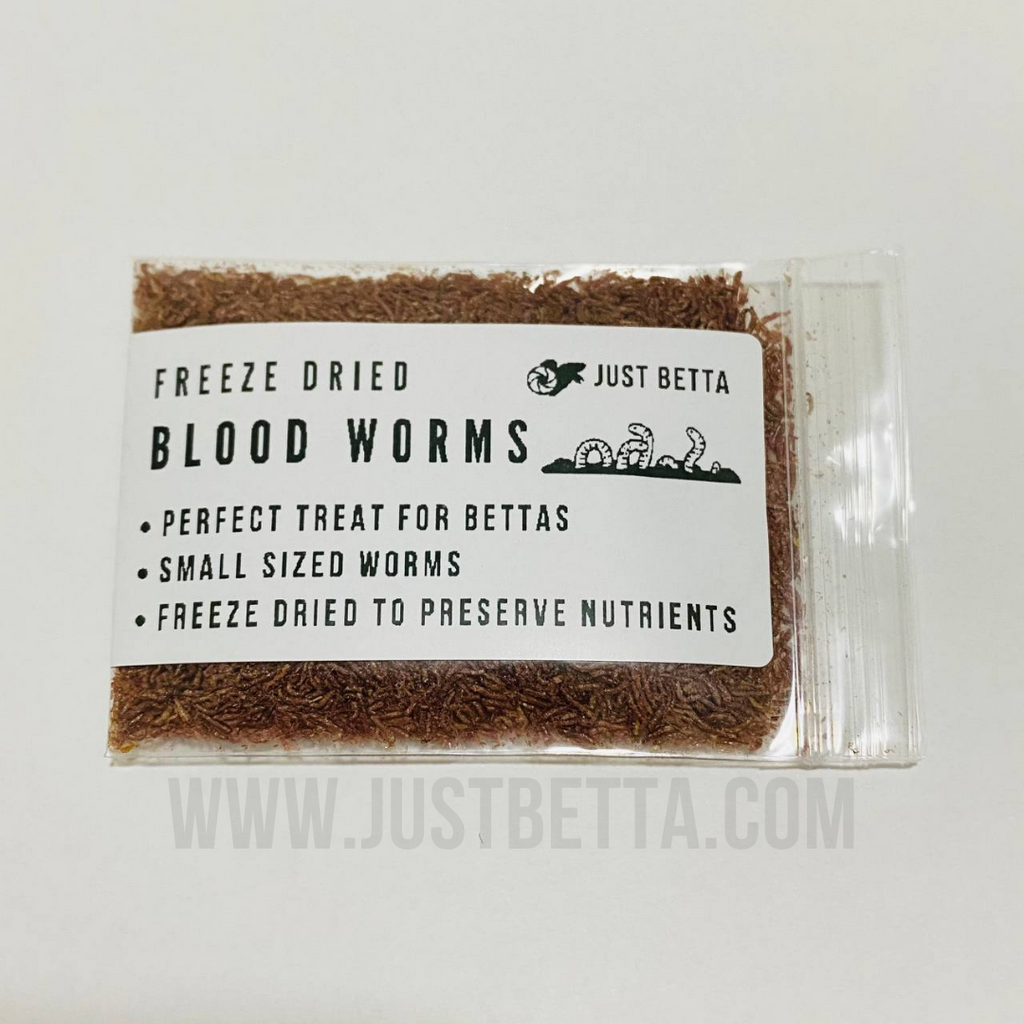 FREEZE DRIED
JUST BETTA
BLOOD WORMS
• PERFECT TREAT FOR BETTAS
• SMALL SIZED WORMS
• FREEZE DRIED TO PRESERVE NUTRIENTS
WWW.JUSTBETTA.COM